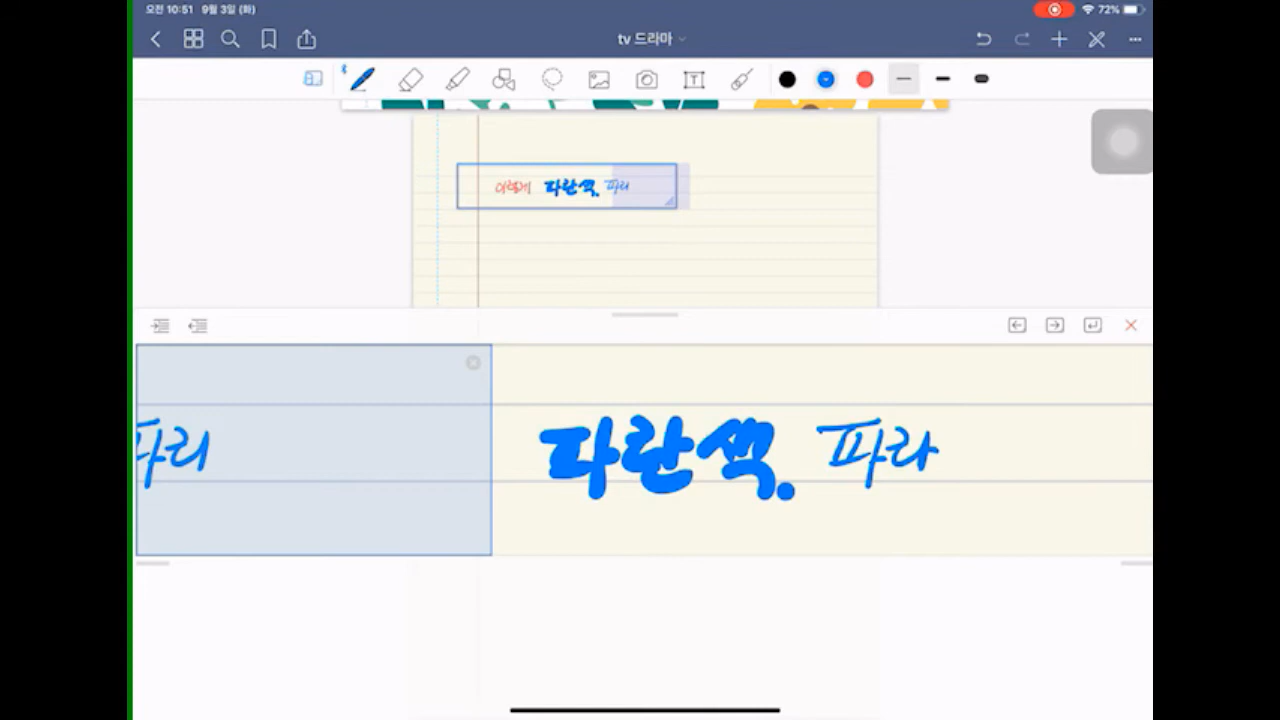 오전 10:51 9월 3일 (화)
72%
tv 드라마
T
이렇게 파란색. 파라
파라
파란색. 파라